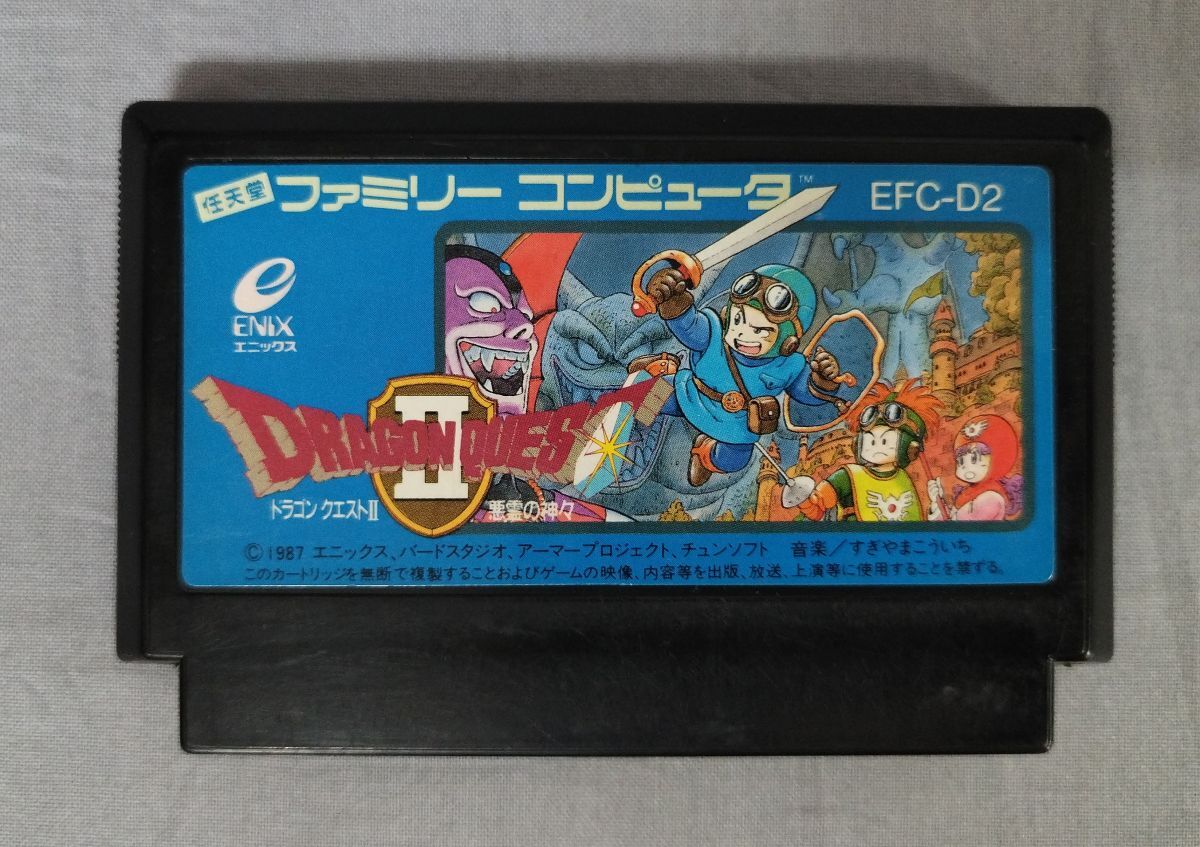 任天堂 ファミリー コンピュータ™ EFC-D2
e
ENIX
エニックス
DRAGON QUEST
II
ドラゴン クエストII 悪霊の神々
© 1987 エニックス、バードスタジオ、アーマープロジェクト、チュンソフト 音楽/すぎやまこういち
このカートリッジを無断で複製することおよびゲームの映像、内容等を出版、放送、上演等に使用することを禁ずる。